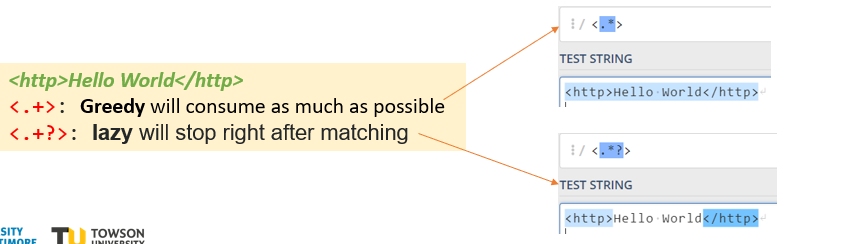 <http>Hello World</http>
<.+>: Greedy will consume as much as possible
<.+?>: lazy will stop right after matching
/ <.*>
TEST STRING
<http>Hello·World</http>
/ <.*?>
TEST STRING
<http>Hello·World</http>
TU TOWSON